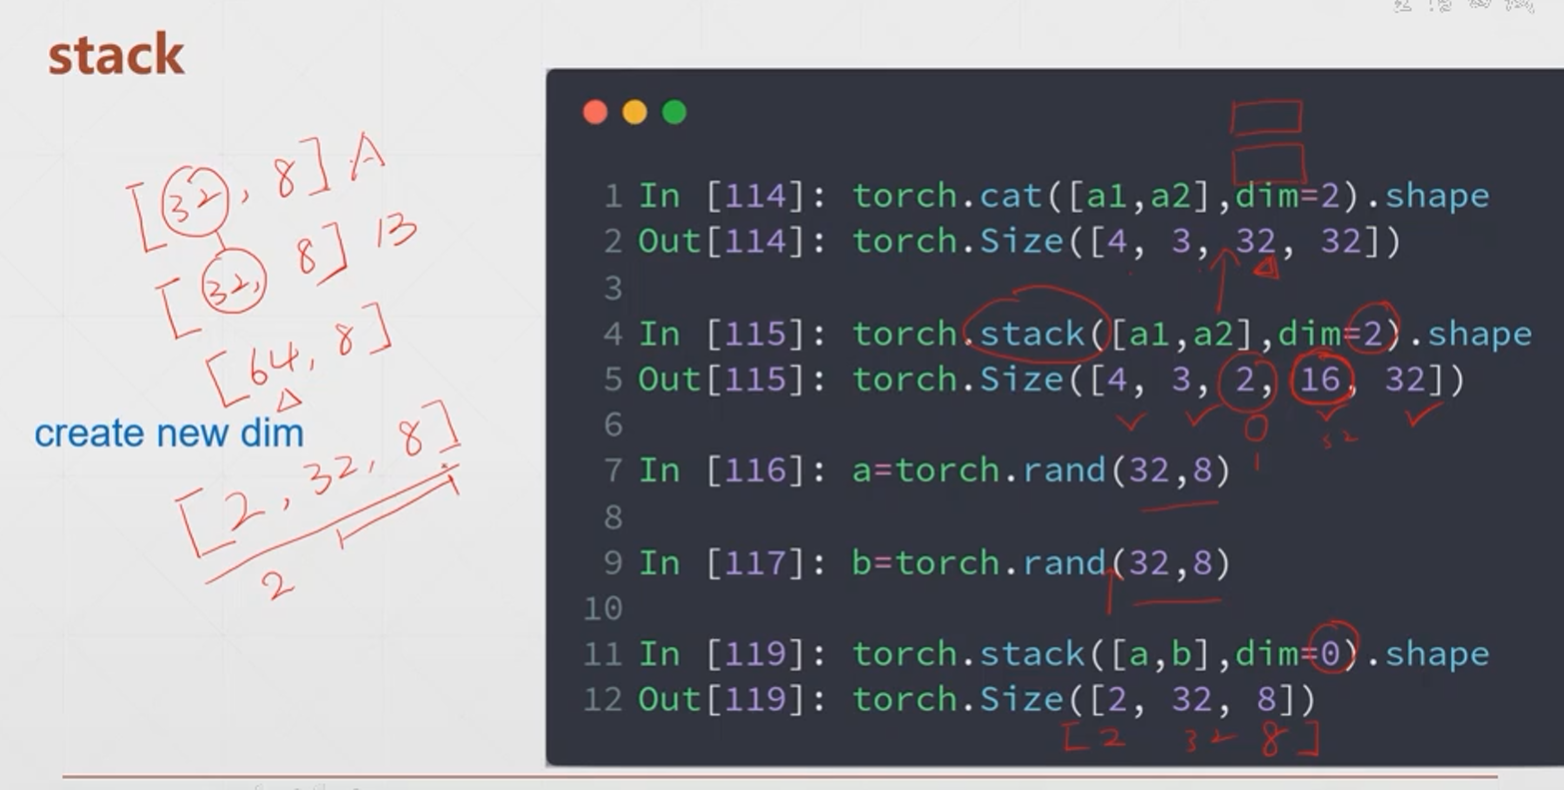 stack
[32, 8] A
[32, 8] B
[64, 8]
create new dim
[2, 32, 8]
2
1 In [114]: torch.cat([a1,a2],dim=2).shape
2 Out[114]: torch.Size([4, 3, 32, 32])
3
4 In [115]: torch.stack([a1,a2],dim=2).shape
5 Out[115]: torch.Size([4, 3, 2, 16, 32])
0
32
1
6
7 In [116]: a=torch.rand(32,8)
8
9 In [117]: b=torch.rand(32,8)
10
11 In [119]: torch.stack([a,b],dim=0).shape
12 Out[119]: torch.Size([2, 32, 8])
[2 32 8]